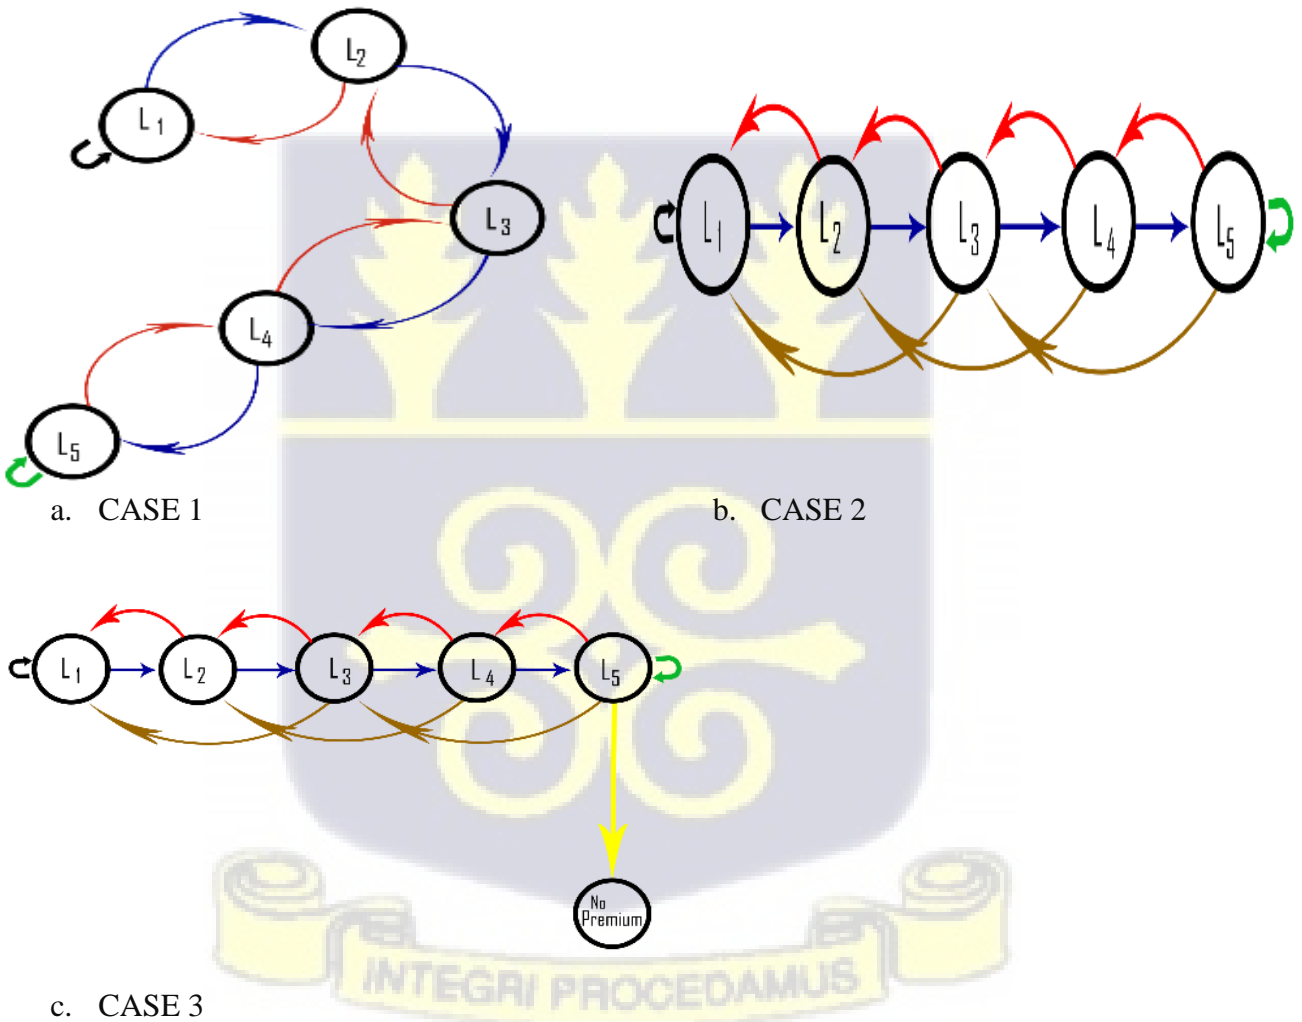 L1
L2
L3
L4
L5
a. CASE 1
L1 L2 L3 L4 L5
b. CASE 2
L1 L2 L3 L4 L5
No
Premium
INTEGRI PROCEDAMUS
c. CASE 3